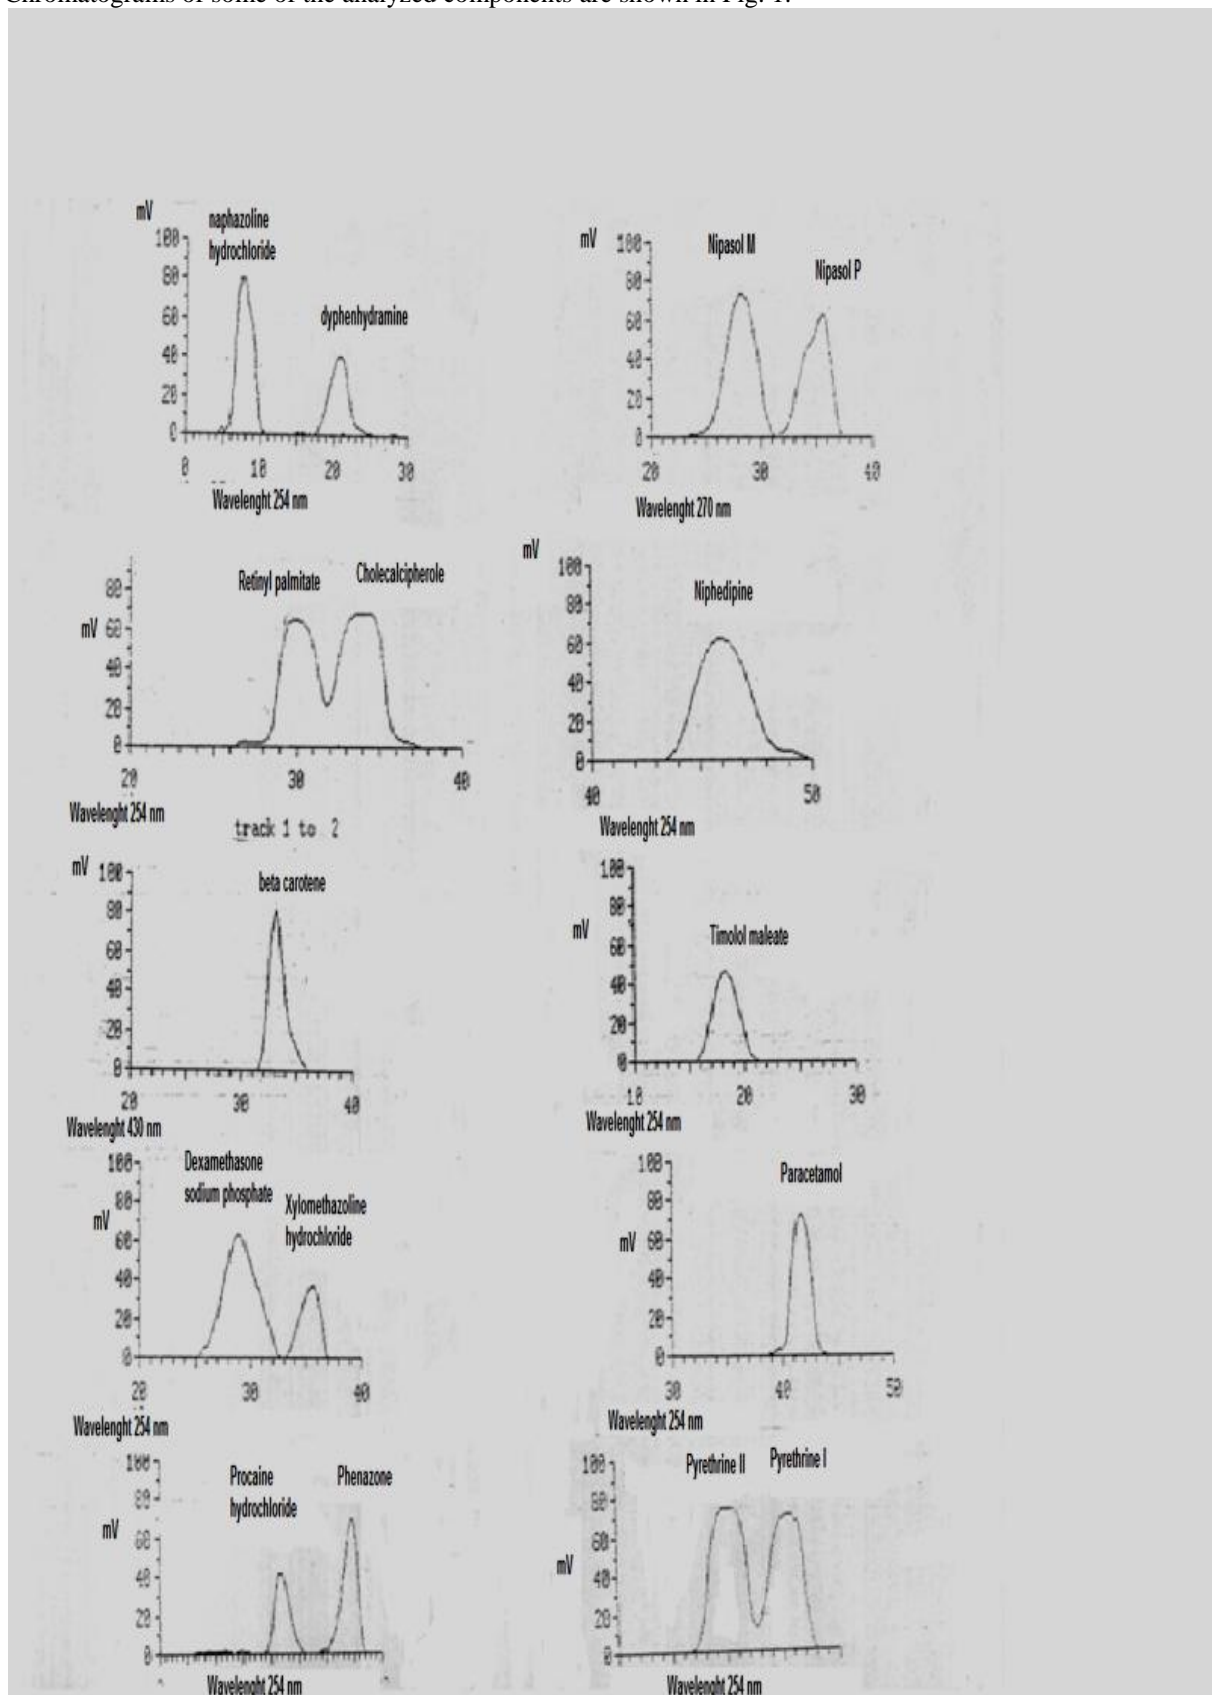 Chromatograms of some of the analyzed components are shown in Fig. 1.
mV
naphazoline
hydrochloride
dyphenhydramine
100
80
60
40
20
0
0 10 20 30
Wavelenght 254 nm
mV
Nipasol M
Nipasol P
100
80
60
40
20
0
20 30 40
Wavelenght 270 nm
Retinyl palmitate
Cholecalcipherole
mV
80
60
40
20
0
20 30 40
Wavelenght 254 nm
track 1 to 2
mV
Niphedipine
100
80
60
40
20
0
40 50
Wavelenght 254 nm
mV
beta carotene
100
80
60
40
20
0
20 30 40
Wavelenght 430 nm
mV
Timolol maleate
100
80
60
40
20
0
10 20 30
Wavelenght 254 nm
Dexamethasone
sodium phosphate
Xylomethazoline
hydrochloride
mV
100
80
60
40
20
0
20 30 40
Wavelenght 254 nm
Paracetamol
mV
100
80
60
40
20
0
30 40 50
Wavelenght 254 nm
Procaine
hydrochloride
Phenazone
mV
100
80
60
40
20
0
Wavelenght 254 nm
Pyrethrine II
Pyrethrine I
mV
100
80
60
40
20
0
Wavelenght 254 nm